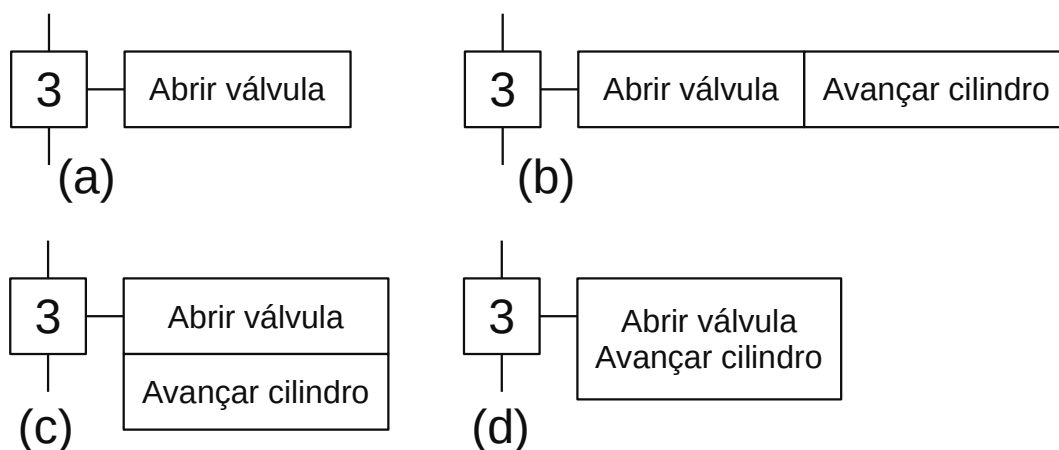 3 Abrir válvula
(a)
3 Abrir válvula Avançar cilindro
(b)
3 Abrir válvula
Avançar cilindro
(c)
3 Abrir válvula
Avançar cilindro
(d)